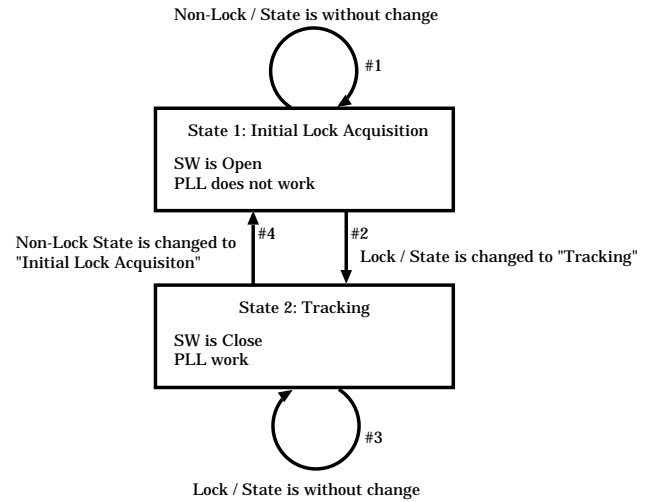 Non-Lock / State is without change
#1
State 1: Initial Lock Acquisition
SW is Open
PLL does not work
Non-Lock State is changed to
"Initial Lock Acquisiton"
#4
#2
Lock / State is changed to "Tracking"
State 2: Tracking
SW is Close
PLL work
#3
Lock / State is without change